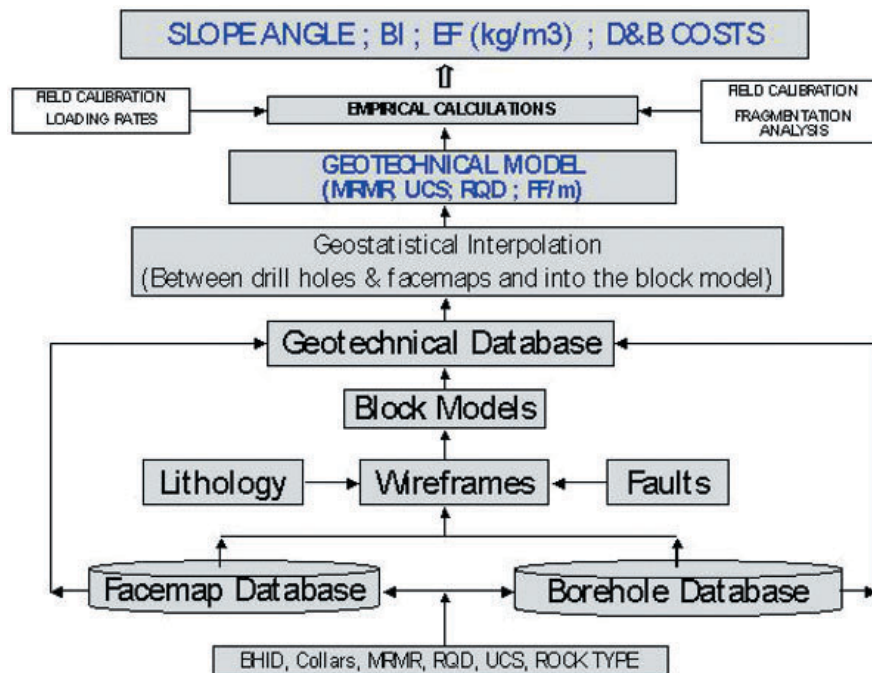 SLOPE ANGLE ; BI ; EF (kg/m3) ; D&B COSTS
FIELD CALIBRATION
LOADING RATES
EMPIRICAL CALCULATIONS
FIELD CALIBRATION
FRAGMENTATION
ANALYSIS
GEOTECHNICAL MODEL
(MRMR, UCS; RQD ; FF/m)
Geostatistical Interpolation
(Between drill holes & facemaps and into the block model)
Geotechnical Database
Block Models
Lithology
Wireframes
Faults
Facemap Database
Borehole Database
BHID, Collars, MRMR, RQD, UCS, ROCK TYPE